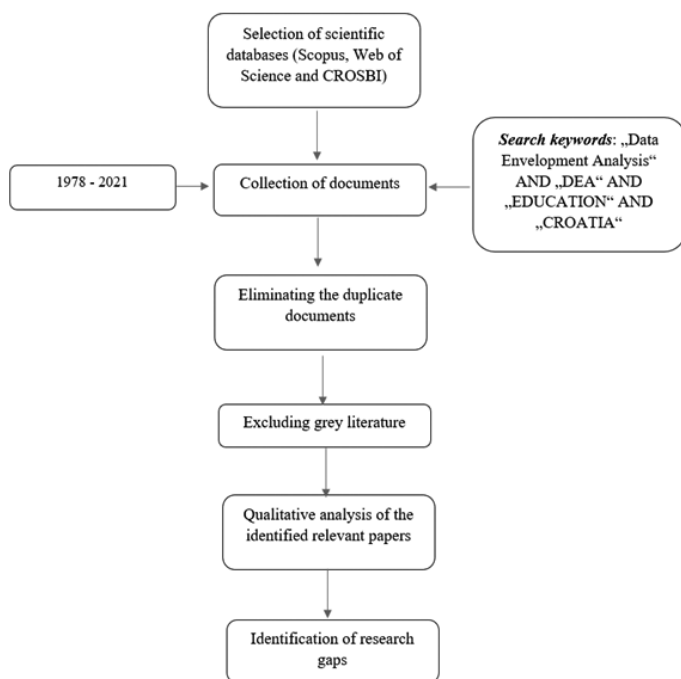 Selection of scientific
databases (Scopus, Web of
Science and CROSBI)
Search keywords: „Data
Envelopment Analysis“
AND „DEA“ AND
„EDUCATION“ AND
„CROATIA“
1978 - 2021
Collection of documents
Eliminating the duplicate
documents
Excluding grey literature
Qualitative analysis of the
identified relevant papers
Identification of research
gaps